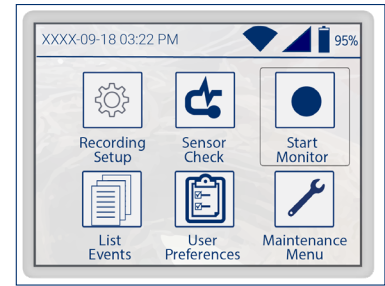 XXXX-09-18 03:22 PM 95%
Recording Setup
Sensor Check
Start Monitor
List Events
User Preferences
Maintenance Menu